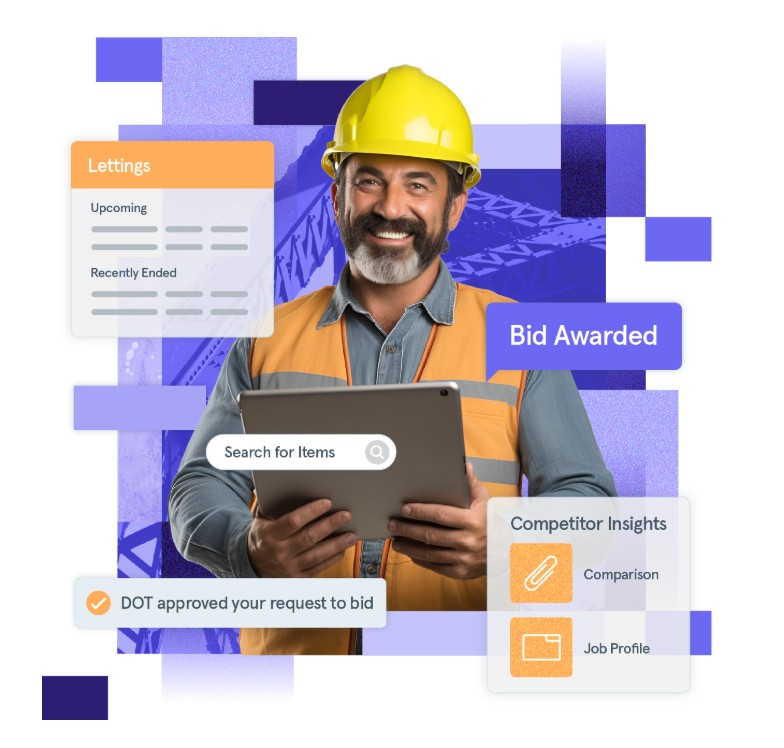 Lettings
Upcoming
Recently Ended
Bid Awarded
Search for Items
Competitor Insights
Comparison
DOT approved your request to bid
Job Profile